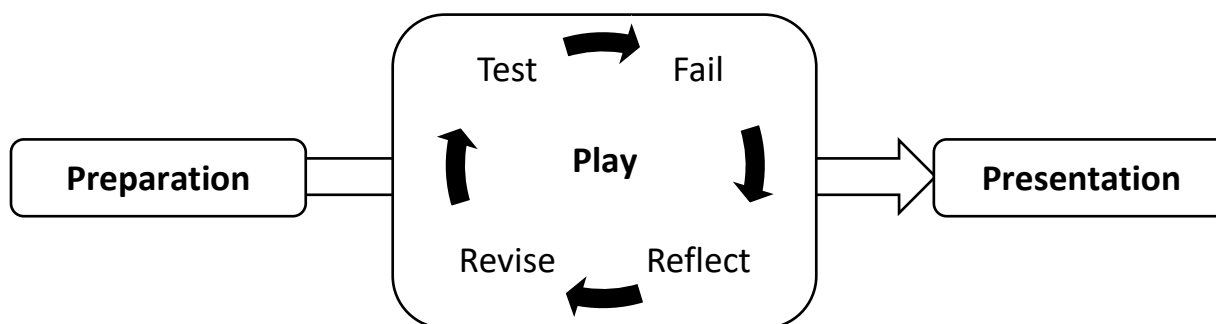 Test
Fail
Preparation
Play
Presentation
Revise
Reflect